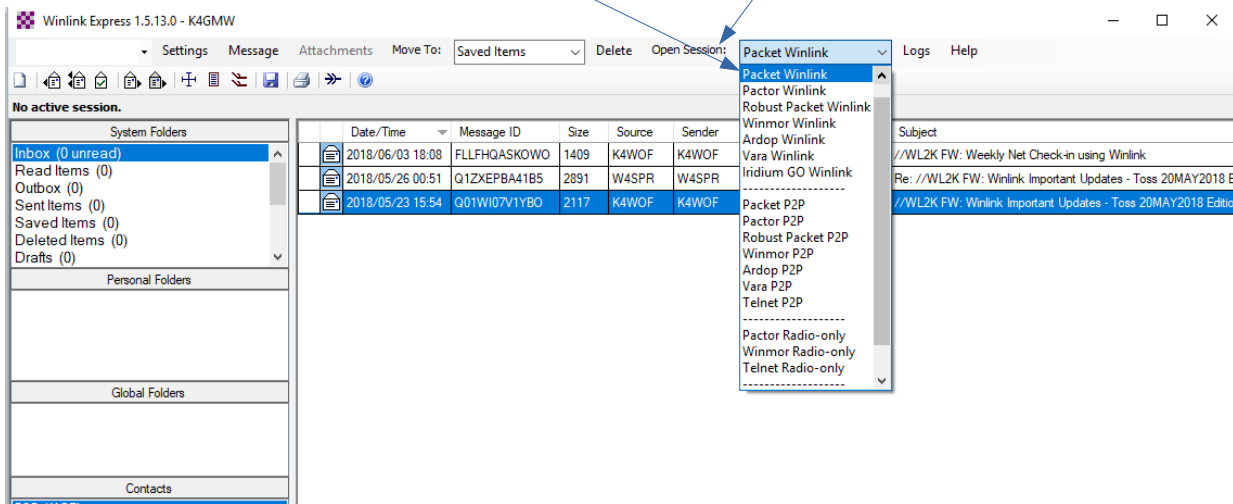 Winlink Express 1.5.13.0 - K4GMW
Settings Message Attachments Move To: Saved Items Delete Open Session: Packet Winlink Logs Help
No active session.
System Folders
Inbox (0 unread)
Read Items (0)
Outbox (0)
Sent Items (0)
Saved Items (0)
Deleted Items (0)
Drafts (0)
Personal Folders
Global Folders
Contacts
Date/Time Message ID Size Source Sender Subject
2018/06/03 18:08 FLLFHQASKOWO 1409 K4WOF K4WOF //WL2K FW: Weekly Net Check-in using Winlink
2018/05/26 00:51 Q1ZXEPBA41B5 2891 W4SPR W4SPR Re: //WL2K FW: Winlink Important Updates - Toss 20MAY2018 E
2018/05/23 15:54 Q01WI07V1YBO 2117 K4WOF K4WOF //WL2K FW: Winlink Important Updates - Toss 20MAY2018 Editio
Packet Winlink
Pactor Winlink
Robust Packet Winlink
Winmor Winlink
Ardop Winlink
Vara Winlink
Iridium GO Winlink
-------------------
Packet P2P
Pactor P2P
Robust Packet P2P
Winmor P2P
Ardop P2P
Vara P2P
Telnet P2P
-------------------
Pactor Radio-only
Winmor Radio-only
Telnet Radio-only
-------------------